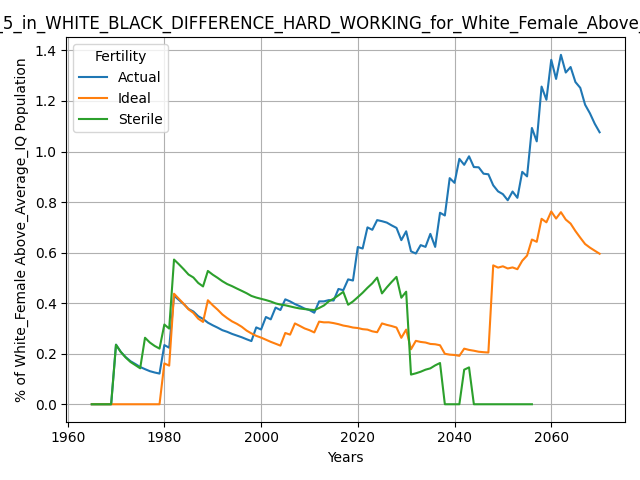 _5_in_WHITE_BLACK_DIFFERENCE_HARD_WORKING_for_White_Female_Above_
Fertility
Actual
Ideal
Sterile
% of White_Female Above_Average_IQ Population
1.4
1.2
1.0
0.8
0.6
0.4
0.2
0.0
1960
1980
2000
2020
2040
2060
Years